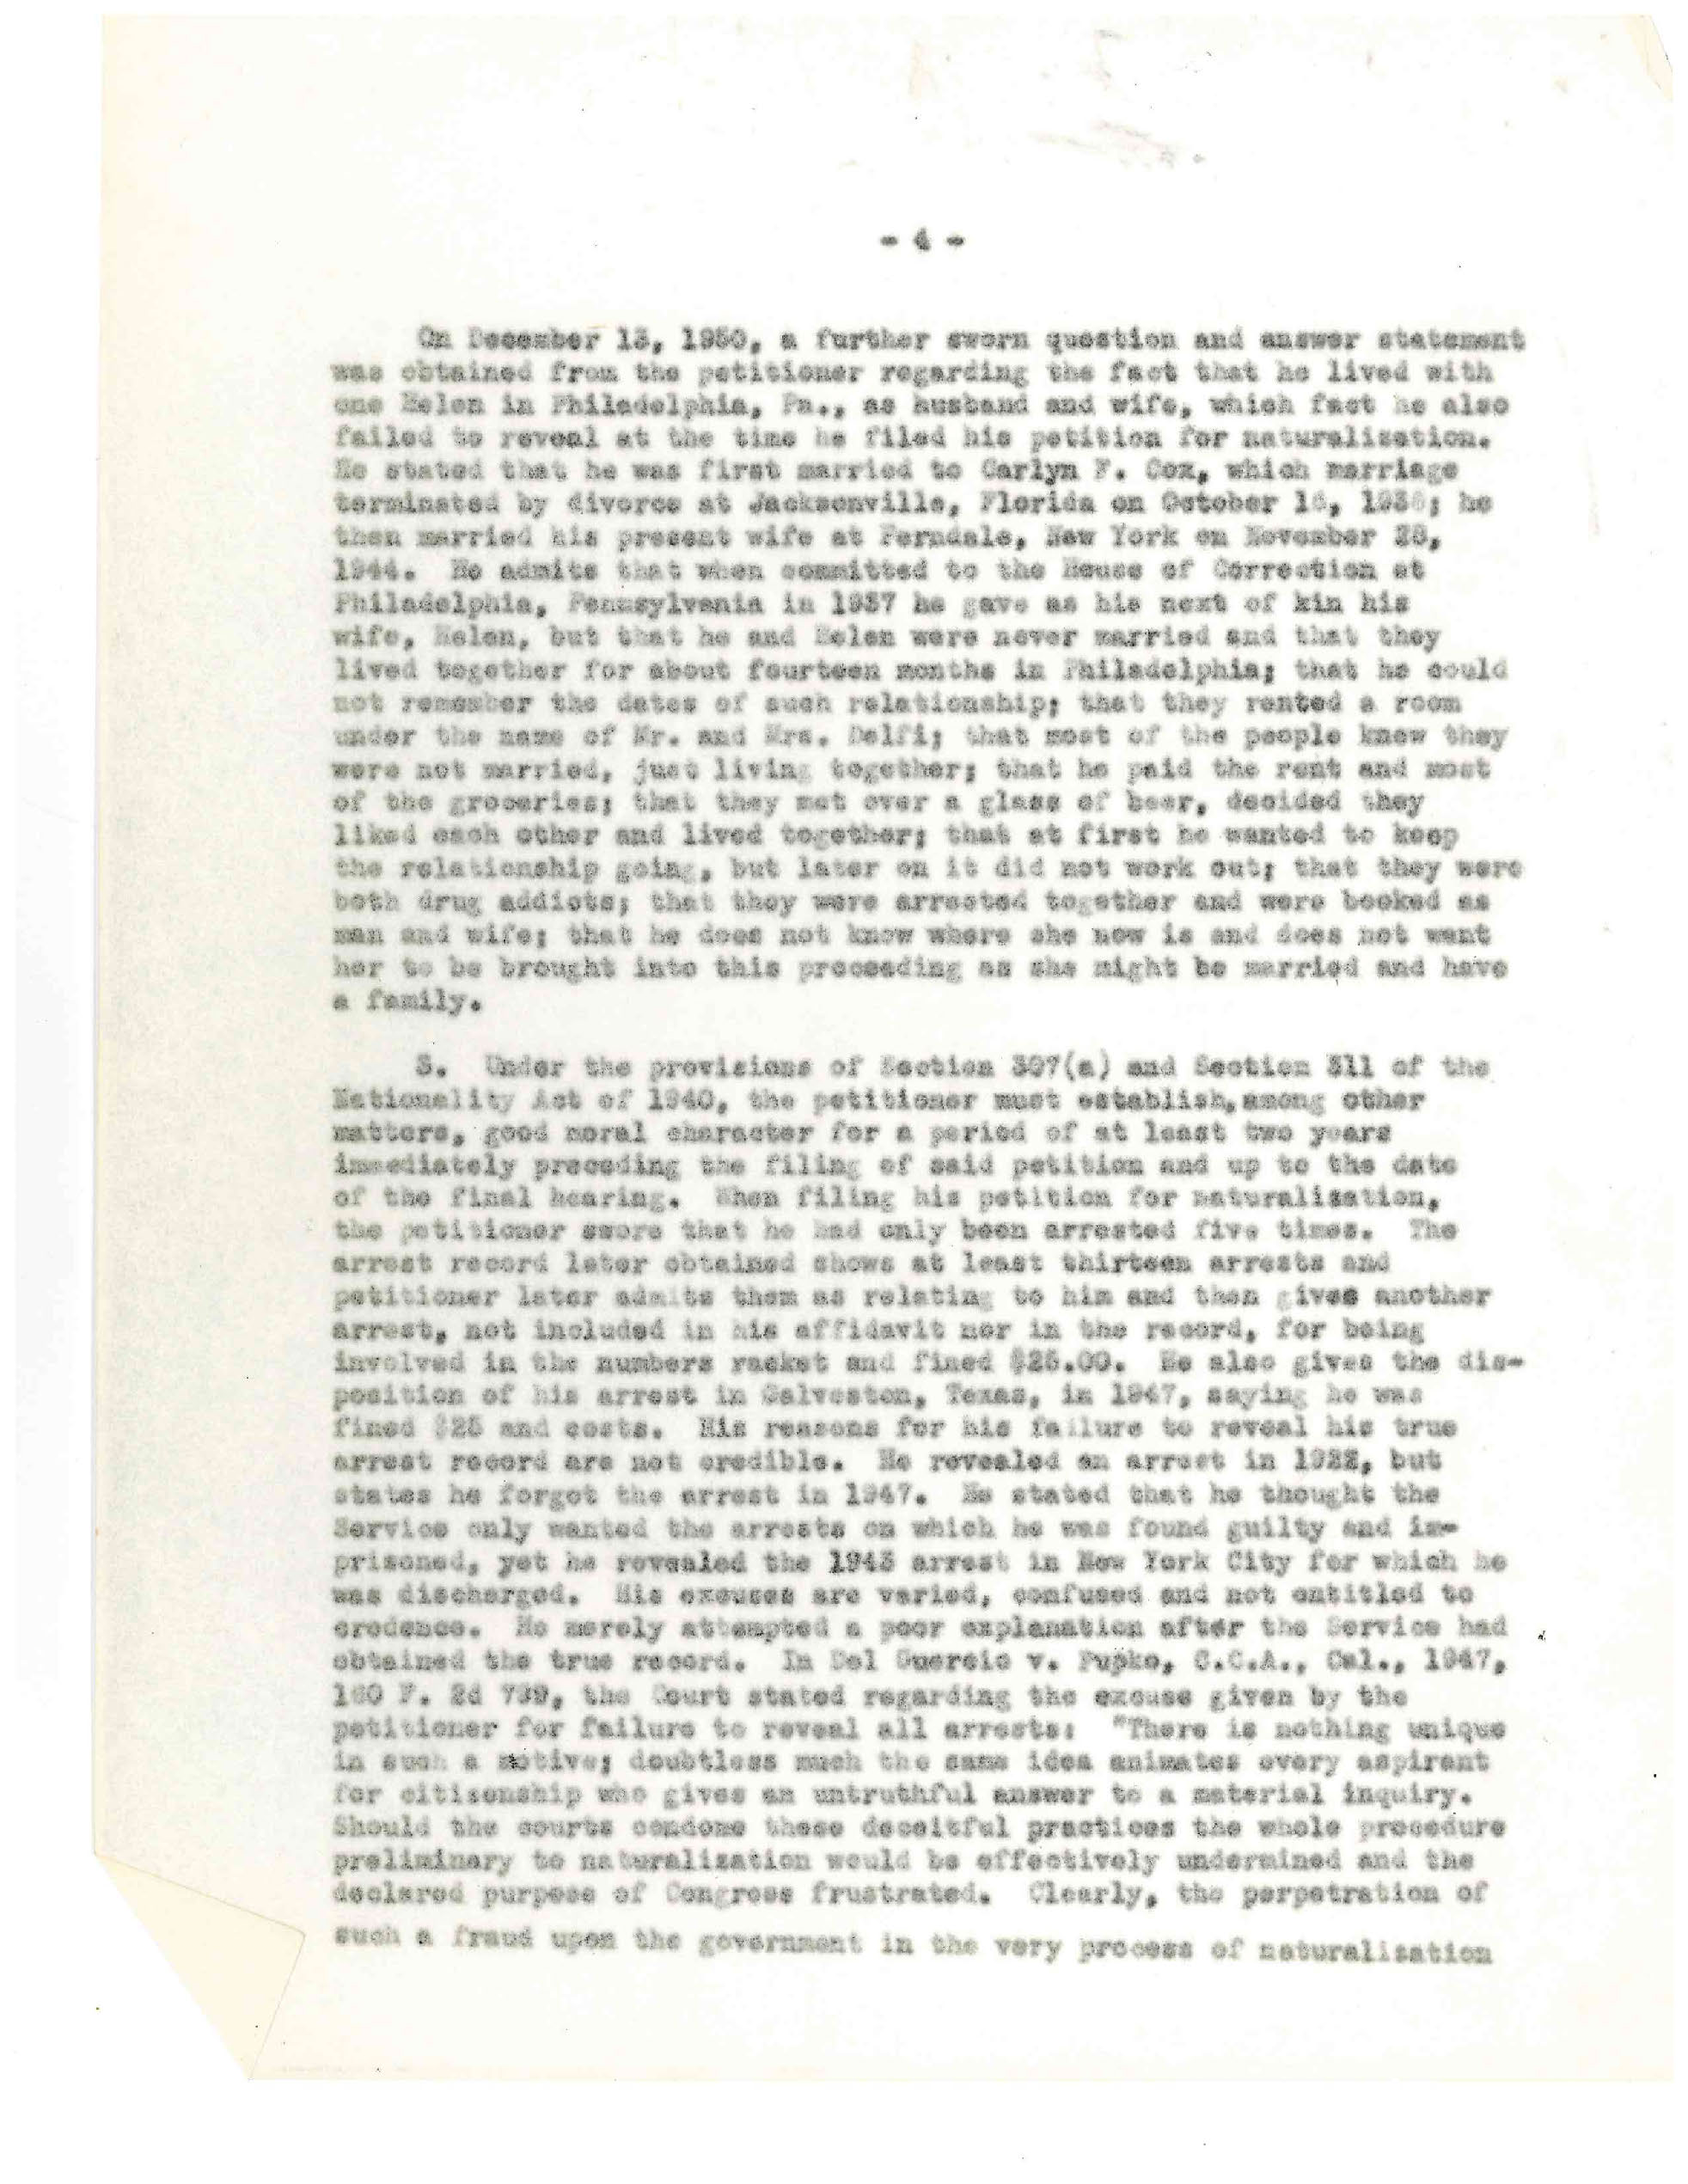 - 4 -
On December 13, 1950, a further sworn question and answer statement
was obtained from the petitioner regarding the fact that he lived with
one Helen in Philadelphia, Pa., as husband and wife, which fact he also
failed to reveal at the time he filed his petition for naturalization.
He stated that he was first married to Carlyn F. Cox, which marriage
terminated by divorce at Jacksonville, Florida on October he
then married his present wife at Ferndale, New York on November
1944. He admits that when committed to the House of Correction at
Philadelphia, Pennsylvania in 1937 he gave as his next of kin his
wife, Helen, but that he and Helen were never married and that they
lived together for about fourteen months in Philadelphia; that he could
not remember the dates of such relationship; that they rented a room
under the name of Mr. and Mrs. Delfi; that most of the people knew they
were not married, just living together; that he paid the rent and most
of the groceries; that they met over a glass of beer, decided they
liked each other and lived together; that at first he wanted to keep
the relationship going, but later on it did not work out; that they were
both drug addicts; that they were arrested together and were booked as
man and wife; that he does not know where she now is and does not want
her to be brought into this proceeding as she might be married and have
a family.
3. Under the provisions of Section 307(a) and Section 311 of the
Nationality Act of 1940, the petitioner must establish, among other
matters, good moral character for a period of at least two years
immediately preceding the filing of said petition and up to the date
of the final hearing. When filing his petition for naturalization,
the petitioner swore that he had only been arrested five times. The
arrest record later obtained shows at least thirteen arrests and
petitioner later admits them as relating to him and then gives another
arrest, not included in his affidavit nor in the record, for being
involved in the numbers racket and fined $25.00. He also gives the dis-
position of his arrest in Galveston, Texas, in 1947, saying he was
fined $25 and costs. His reasons for his failure to reveal his true
arrest record are not credible. He revealed an arrest in 1922, but
states he forgot the arrest in 1947. He stated that he thought the
Service only wanted the arrests on which he was found guilty and im-
prisoned, yet he revealed the 1943 arrest in New York City for which he
was discharged. His excuses are varied, confused and not entitled to
credence. He merely attempted a poor explanation after the Service had
obtained the true record. In Del Guercio v. Pupko, C.C.A., Cal., 1947,
160 F. 2d 799, the Court stated regarding the excuse given by the
petitioner for failure to reveal all arrests: "There is nothing unique
in such a motive; doubtless much the same idea animates every aspirant
for citizenship who gives an untruthful answer to a material inquiry.
Should the courts condone these deceitful practices the whole procedure
preliminary to naturalization would be effectively undermined and the
declared purpose of Congress frustrated. Clearly, the perpetration of
such a fraud upon the government in the very process of naturalization